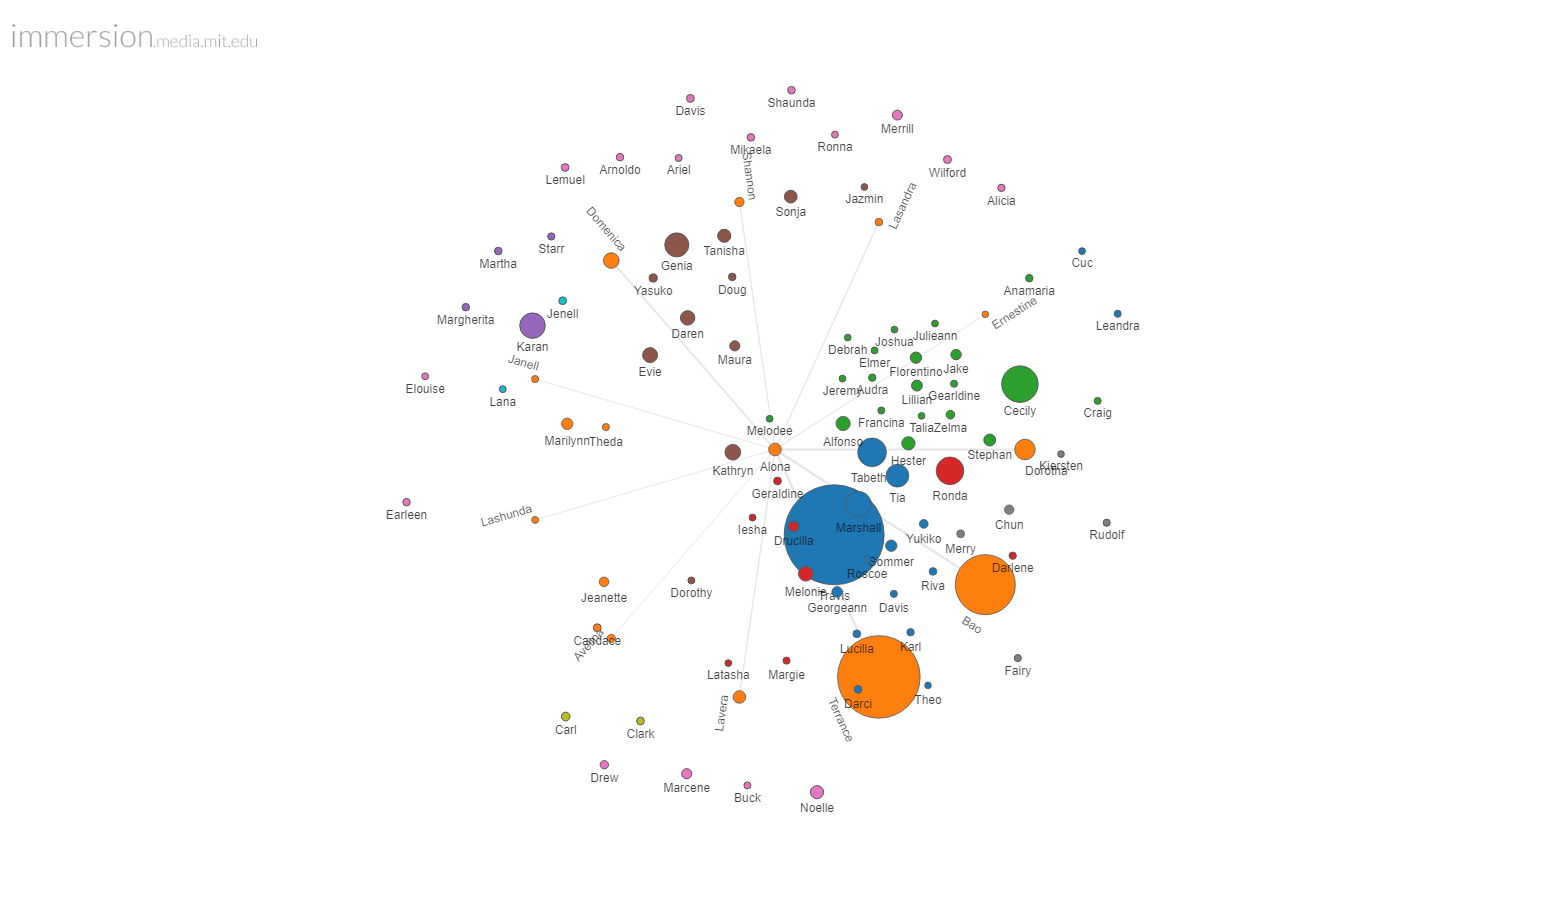 immersion.media.mit.edu
Shaunda
Davis
Merrill
Ronna
Mikaela
Ariel
Arnoldo
Lemuel
Wilford
Shannon
Lasandra
Jazmin
Alicia
Sonja
Domenica
Tanisha
Starr
Genia
Martha
Cuc
Doug
Yasuko
Anamaria
Jenell
Ernestine
Margherita
Leandra
Daren
Julieann
Joshua
Karan
Debrah
Maura
Elmer
Janell
Evie
Florentino
Jake
Elouise
Jeremy
Audra
Gearldine
Lana
Lillian
Cecily
Craig
Francina
Talia
Zelma
Melodee
Marilynn
Theda
Alfonso
Stephan
Hester
Alona
Kiersten
Kathryn
Dorotha
Tabetha
Geraldine
Ronda
Tia
Earleen
Lashunda
Chun
Iesha
Marshall
Rudolf
Drucilla
Yukiko
Merry
Sommer
Darlene
Roscoe
Riva
Dorothy
Melonie
Travis
Jeanette
Georgeann
Davis
Bao
Candace
Avelina
Lucilla
Karl
Fairy
Latasha
Margie
Theo
Darci
Lavera
Terrance
Carl
Clark
Drew
Marcene
Buck
Noelle